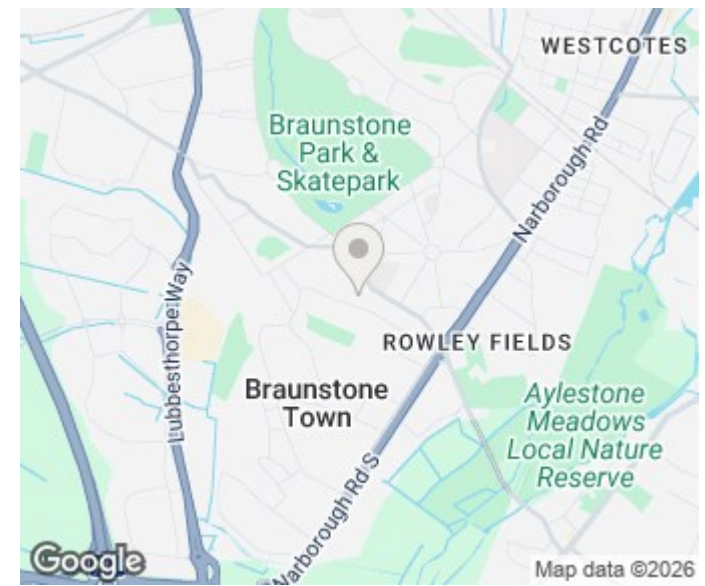 WESTCOTES
Braunstone
Park &
Skatepark
Narborough Rd
Lubbesthorpe Way
ROWLEY FIELDS
Braunstone
Town
Aylestone
Meadows
Local Nature
Reserve
Narborough Rd S
Google
Map data ©2026